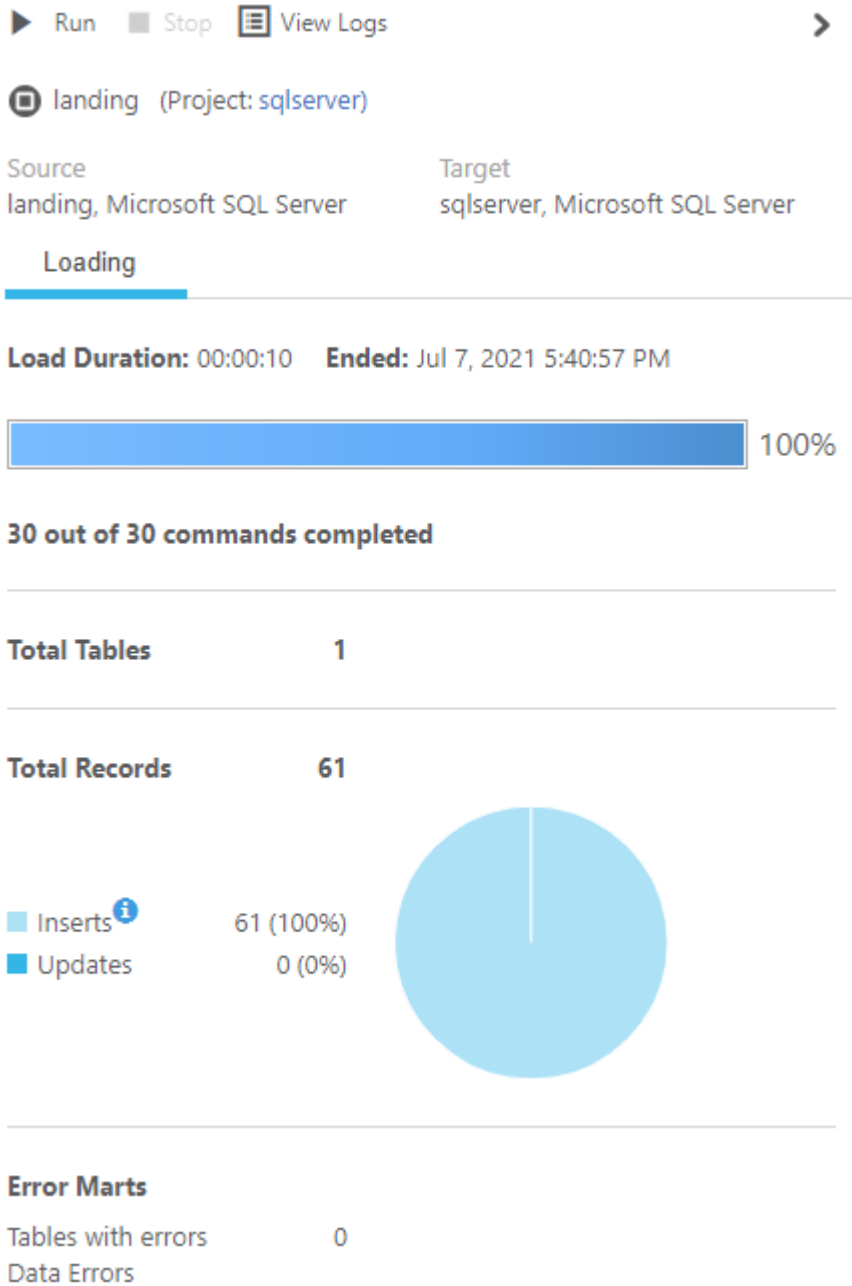 Run Stop View Logs
landing (Project: sqlserver)
Source Target
landing, Microsoft SQL Server sqlserver, Microsoft SQL Server
Loading
Load Duration: 00:00:10 Ended: Jul 7, 2021 5:40:57 PM
100%
30 out of 30 commands completed
Total Tables 1
Total Records 61
Inserts 61 (100%)
Updates 0 (0%)
Error Marts
Tables with errors 0
Data Errors